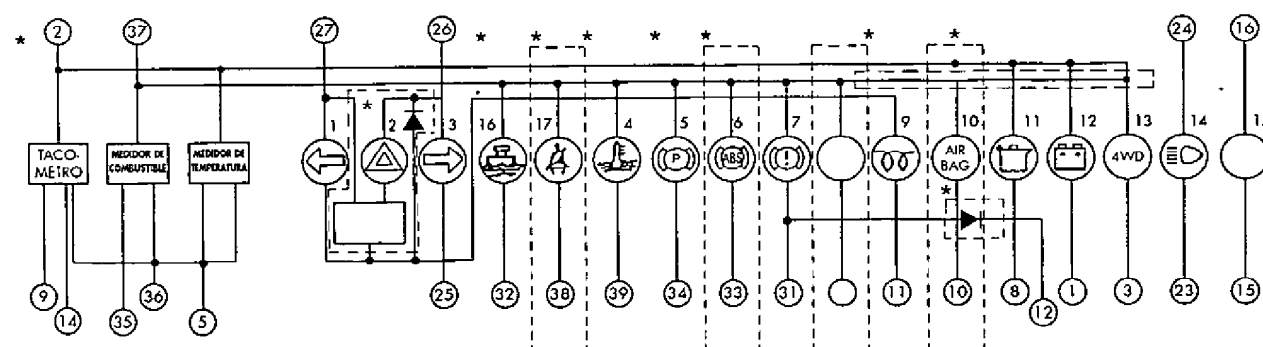 * 2 37 27 26 * * * * * * * 24 16
1 * 2 3 16 17 4 5 6 7 9 10 11 12 13 14
TACO-
METRO
MEDIDOR DE
COMBUSTIBLE
MEDIDOR DE
TEMPERATURA
P ABS ! AIR
BAG
4WD
*
9 14 35 36 5 25 32 38 39 34 33 31 11 10 8 1 3 23 15
12